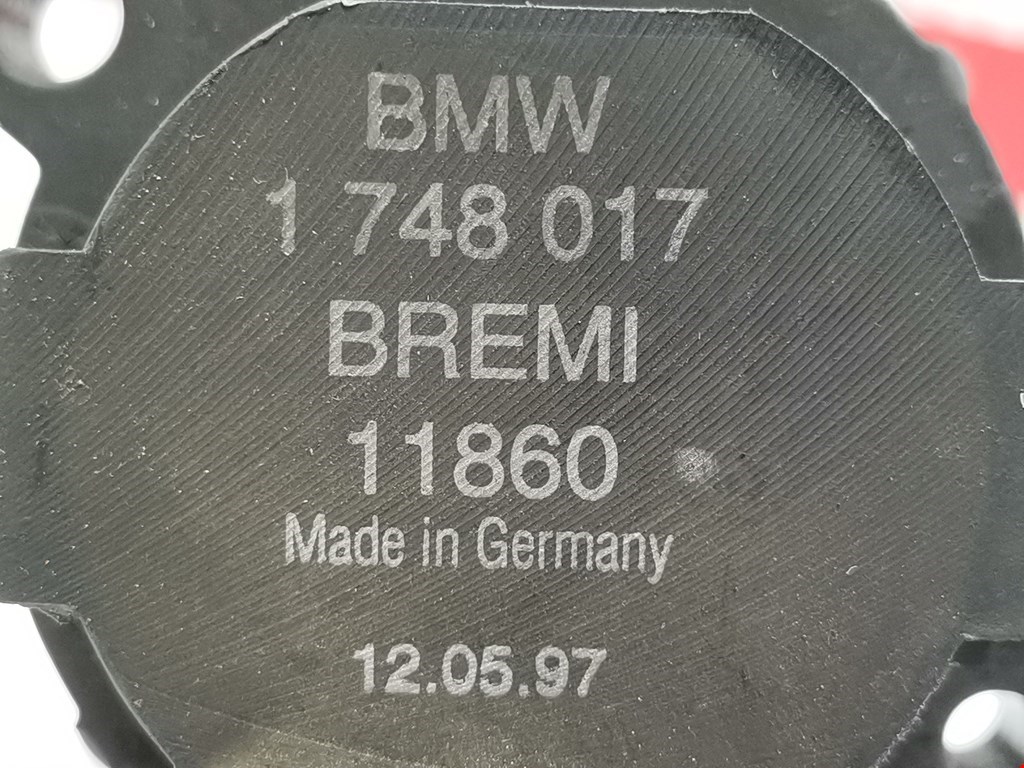 BMW
1 748 017
BREMI
11860
Made in Germany
12.05.97